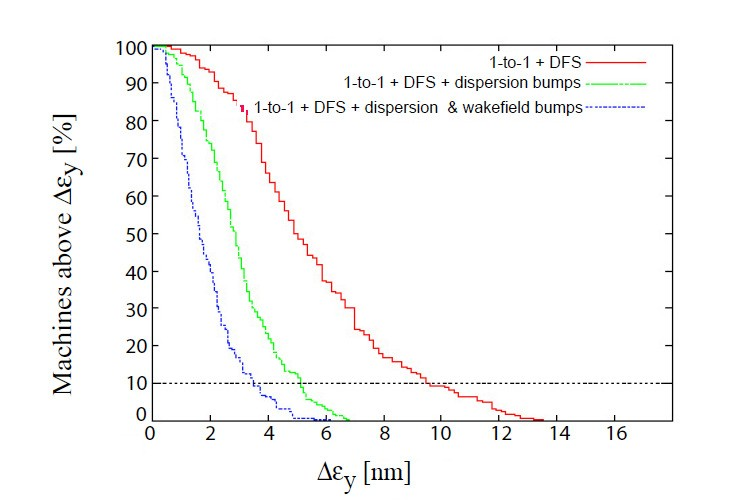 100
90
80
70
60
50
40
30
20
10
0
Machines above Δεy [%]
1-to-1 + DFS
1-to-1 + DFS + dispersion bumps
1-to-1 + DFS + dispersion & wakefield bumps
0 2 4 6 8 10 12 14 16
Δεy [nm]